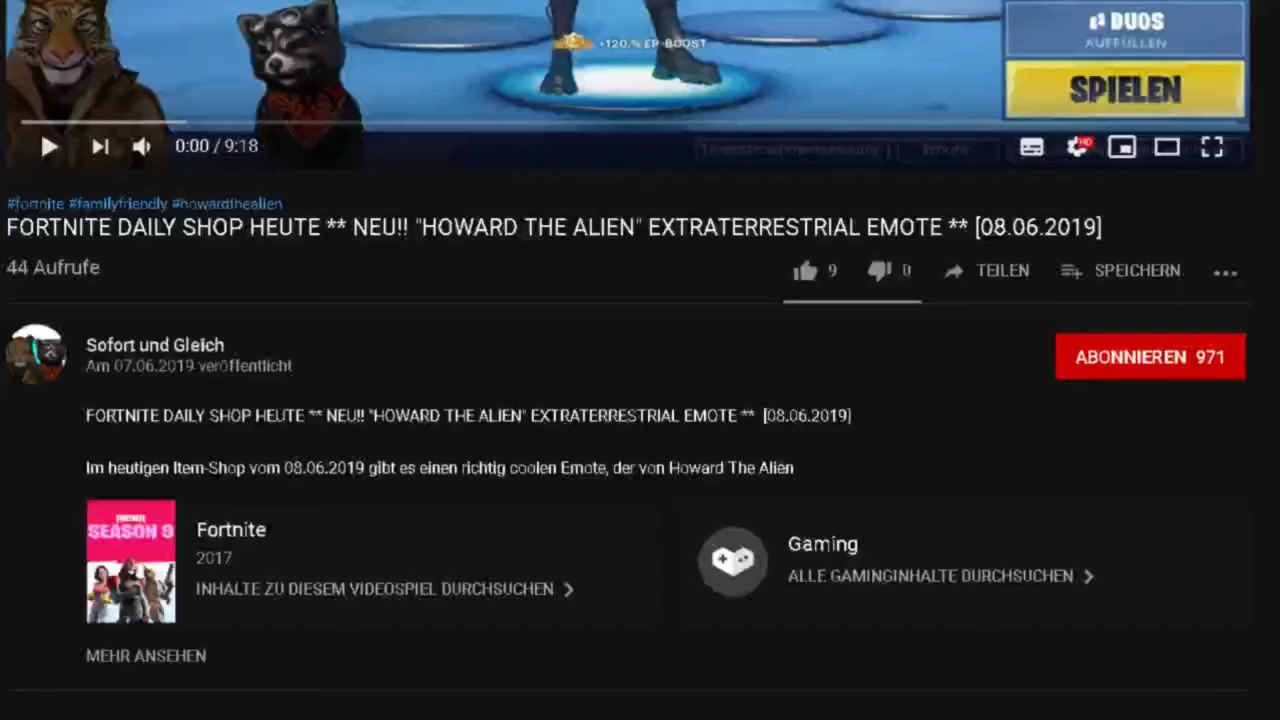 DUOS
AUFFÜLLEN
+120.% EP-BOOST
SPIELEN
0:00 / 9:18
HD
#fortnite #familyfriendly #howardthealien
FORTNITE DAILY SHOP HEUTE ** NEU!! "HOWARD THE ALIEN" EXTRATERRESTRIAL EMOTE ** [08.06.2019]
44 Aufrufe
9
0
TEILEN
SPEICHERN
Sofort und Gleich
Am 07.06.2019 veröffentlicht
ABONNIEREN 971
FORTNITE DAILY SHOP HEUTE ** NEU!! "HOWARD THE ALIEN" EXTRATERRESTRIAL EMOTE ** [08.06.2019]
Im heutigen Item-Shop vom 08.06.2019 gibt es einen richtig coolen Emote, der von Howard The Alien
FORTNITE
SEASON 9
Fortnite
2017
INHALTE ZU DIESEM VIDEOSPIEL DURCHSUCHEN
Gaming
ALLE GAMINGINHALTE DURCHSUCHEN
MEHR ANSEHEN